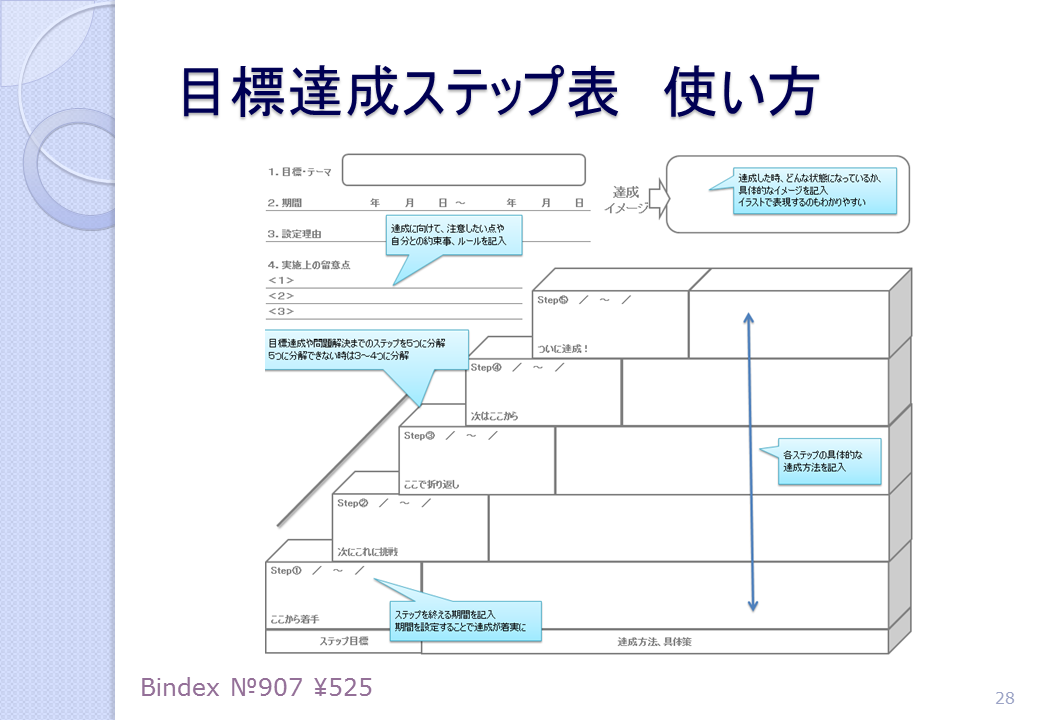 目標達成ステップ表　使い方
1．目標・テーマ
達成
イメージ
達成した時、どんな状態になっているか、
具体的なイメージを記入
イラストで表現するのもわかりやすい
2．期間　年　月　日　～　年　月　日
3．設定理由
達成に向けて、注意したい点や
自分との約束事、ルールを記入
4．実施上の留意点
＜1＞
＜2＞
＜3＞
目標達成や問題解決までのステップを5つに分解
5つに分解できない時は3～4つに分解
Step⑤　／　～　／
ついに達成！
Step④　／　～　／
次はここから
Step③　／　～　／
ここで折り返し
各ステップの具体的な
達成方法を記入
Step②　／　～　／
次にこれに挑戦
Step①　／　～　／
ここから着手
ステップを終える期間を記入
期間を設定することで達成が着実に
ステップ目標
達成方法、具体策
Bindex №907 ¥525
28